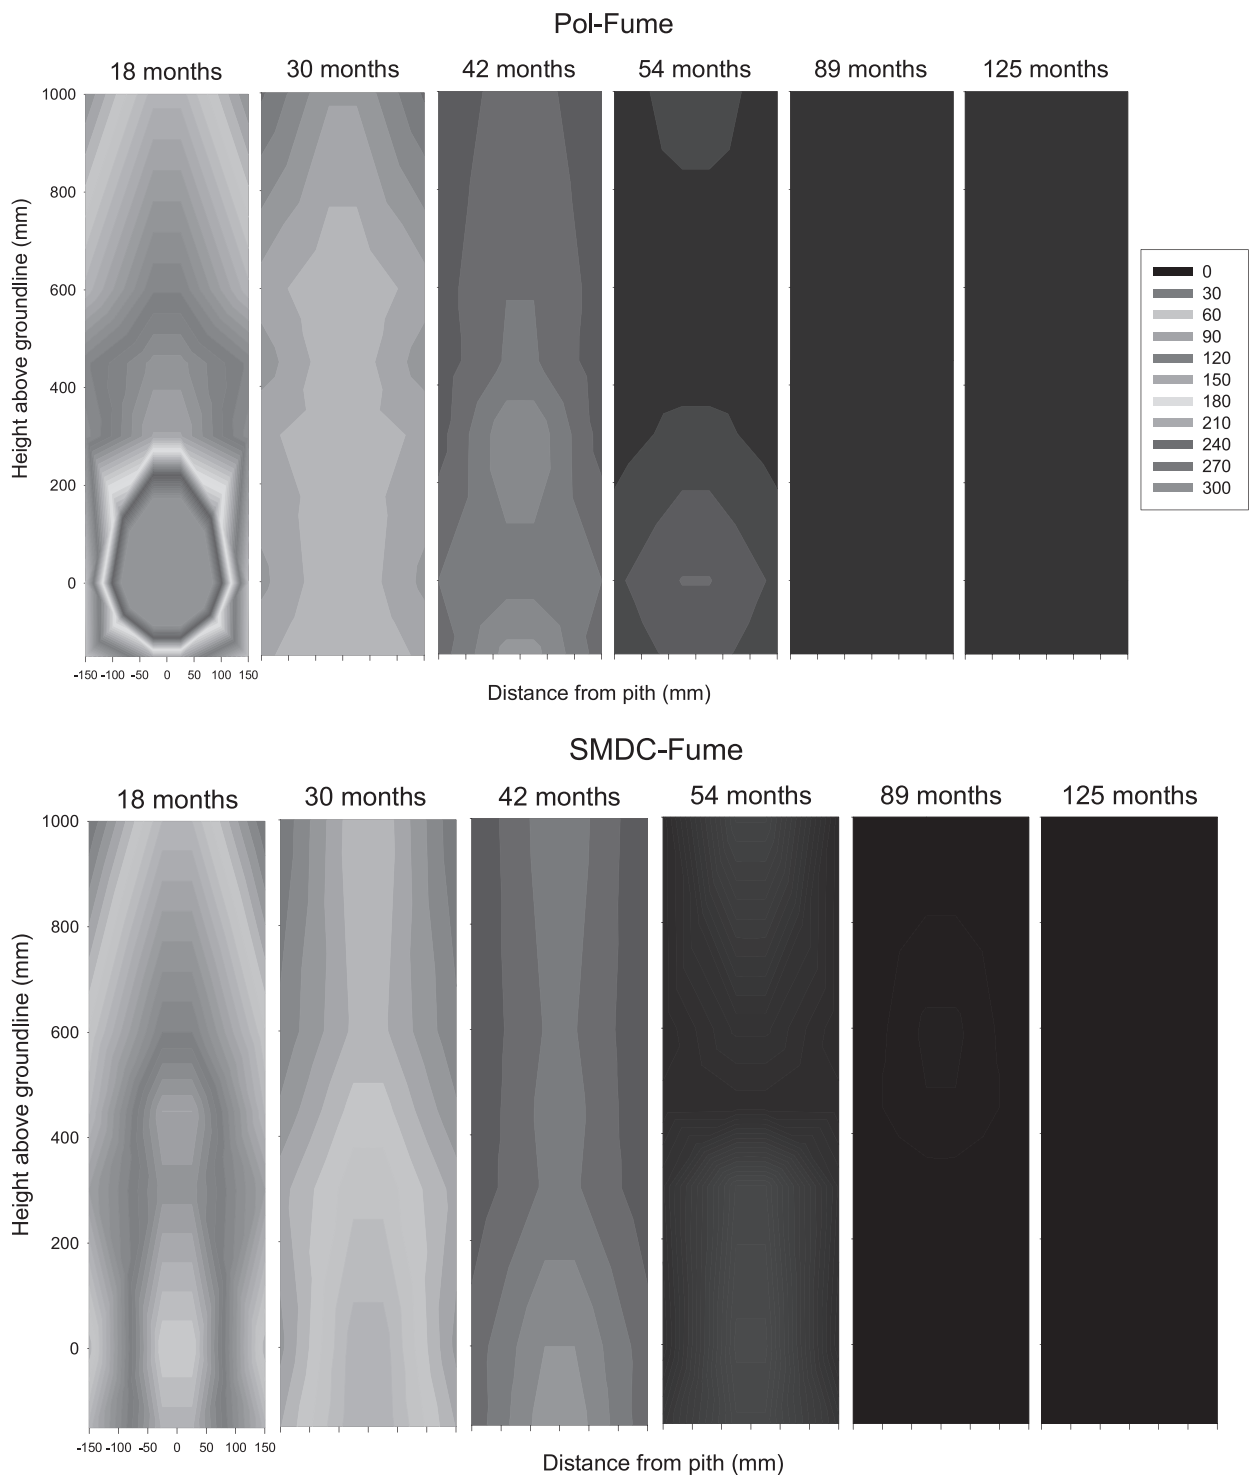 Pol-Fume
18 months 30 months 42 months 54 months 89 months 125 months
Height above groundline (mm)
1000
800
600
400
200
0
-150 -100 -50 0 50 100 150
Distance from pith (mm)
0
30
60
90
120
150
180
210
240
270
300
SMDC-Fume
18 months 30 months 42 months 54 months 89 months 125 months
Height above groundline (mm)
1000
800
600
400
200
0
-150 -100 -50 0 50 100 150
Distance from pith (mm)